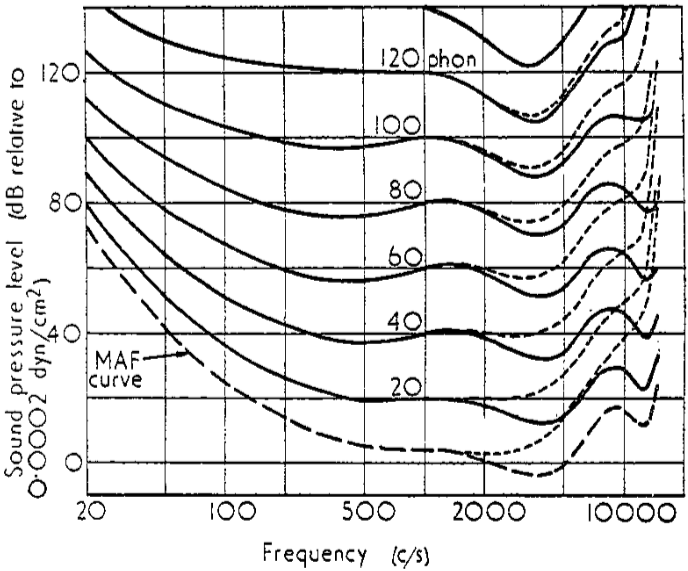 120 phon
120
100
80
80
60
40
40
20
0
MAF
curve
20
100
500
2000
10000
Frequency (c/s)
Sound pressure level (dB relative to
0·0002 dyn/cm²)